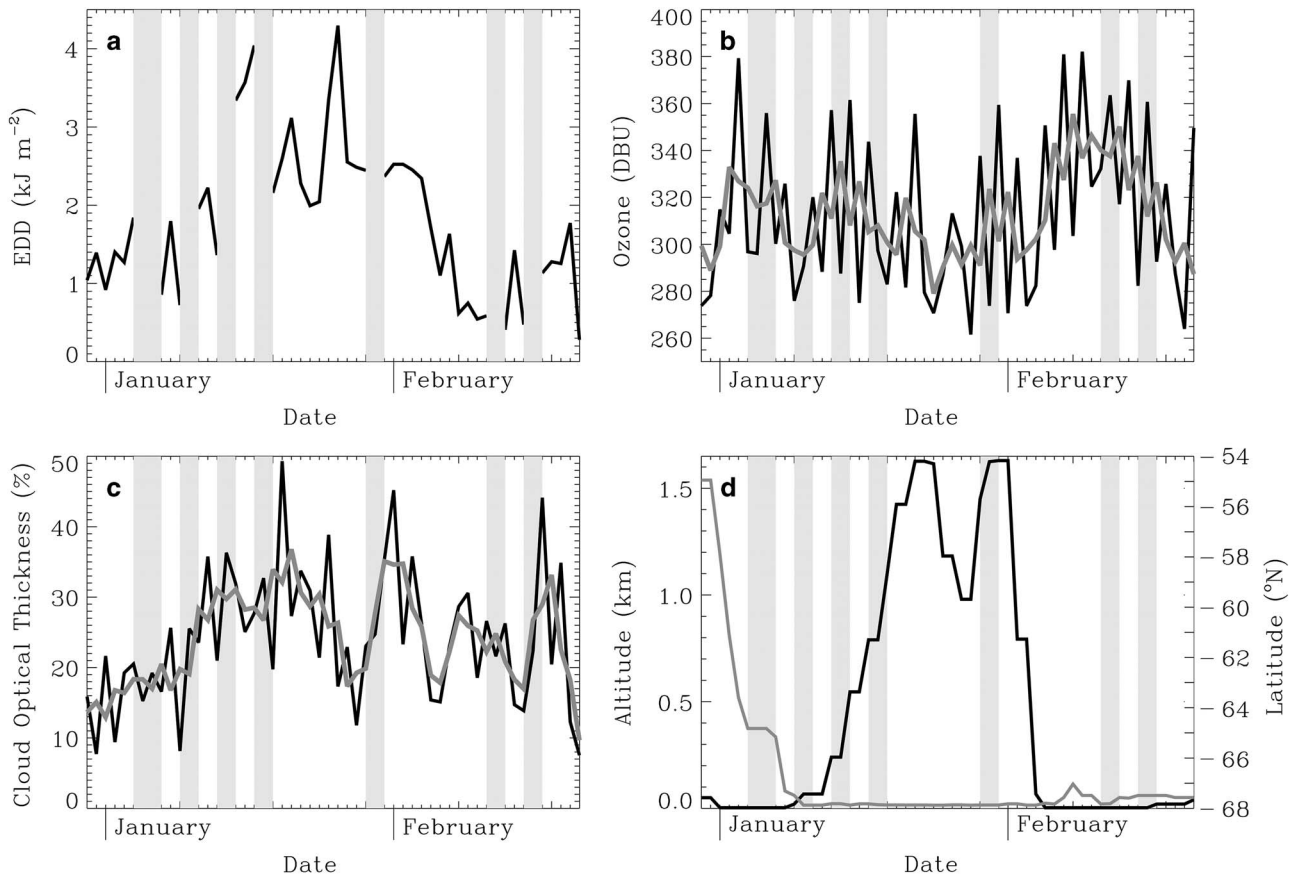 a
EDD (kJ m⁻²)
4
3
2
1
0
January
February
Date
b
Ozone (DBU)
400
380
360
340
320
300
280
260
January
February
Date
c
Cloud Optical Thickness (%)
50
40
30
20
10
0
January
February
Date
d
Altitude (km)
1.5
1.0
0.5
0.0
Latitude (°N)
−54
−56
−58
−60
−62
−64
−66
−68
January
February
Date